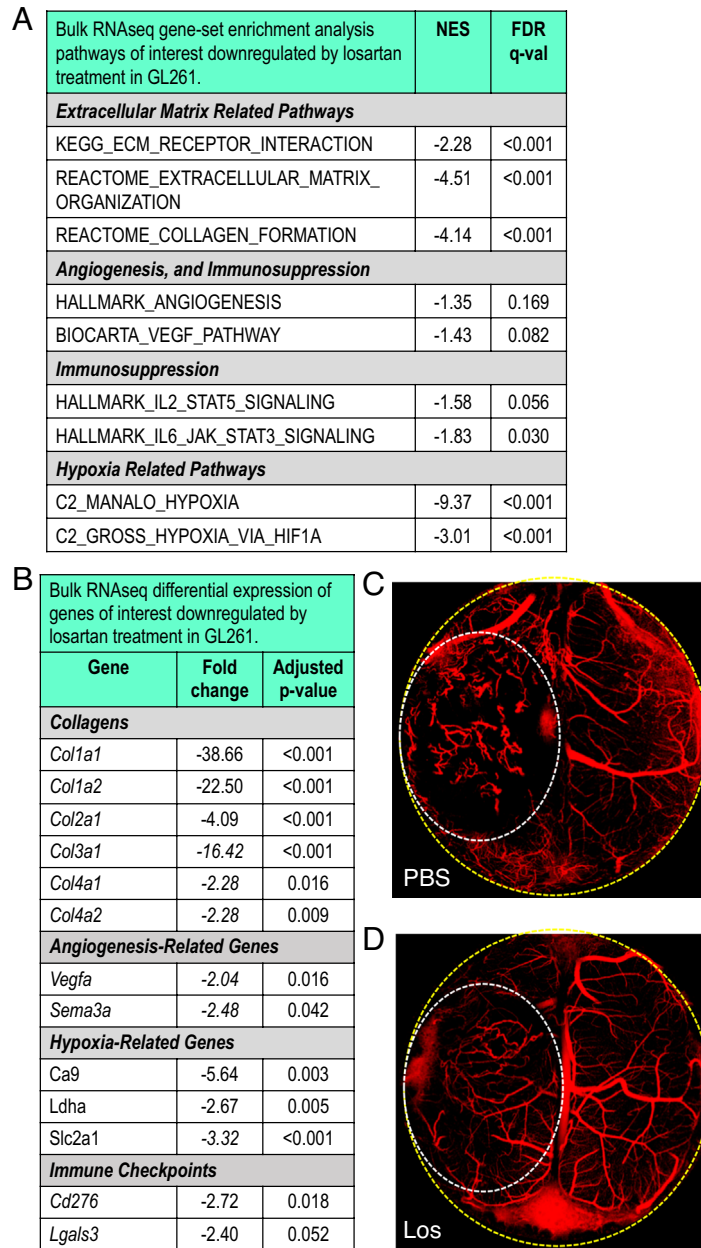 A
Bulk RNAseq gene-set enrichment analysis
pathways of interest downregulated by losartan
treatment in GL261.
NES
FDR
q-val
Extracellular Matrix Related Pathways
KEGG_ECM_RECEPTOR_INTERACTION -2.28 <0.001
REACTOME_EXTRACELLULAR_MATRIX_
ORGANIZATION -4.51 <0.001
REACTOME_COLLAGEN_FORMATION -4.14 <0.001
Angiogenesis, and Immunosuppression
HALLMARK_ANGIOGENESIS -1.35 0.169
BIOCARTA_VEGF_PATHWAY -1.43 0.082
Immunosuppression
HALLMARK_IL2_STAT5_SIGNALING -1.58 0.056
HALLMARK_IL6_JAK_STAT3_SIGNALING -1.83 0.030
Hypoxia Related Pathways
C2_MANALO_HYPOXIA -9.37 <0.001
C2_GROSS_HYPOXIA_VIA_HIF1A -3.01 <0.001
B
Bulk RNAseq differential expression of
genes of interest downregulated by
losartan treatment in GL261.
Gene
Fold
change
Adjusted
p-value
Collagens
Col1a1 -38.66 <0.001
Col1a2 -22.50 <0.001
Col2a1 -4.09 <0.001
Col3a1 -16.42 <0.001
Col4a1 -2.28 0.016
Col4a2 -2.28 0.009
Angiogenesis-Related Genes
Vegfa -2.04 0.016
Sema3a -2.48 0.042
Hypoxia-Related Genes
Ca9 -5.64 0.003
Ldha -2.67 0.005
Slc2a1 -3.32 <0.001
Immune Checkpoints
Cd276 -2.72 0.018
Lgals3 -2.40 0.052
C
PBS
D
Los